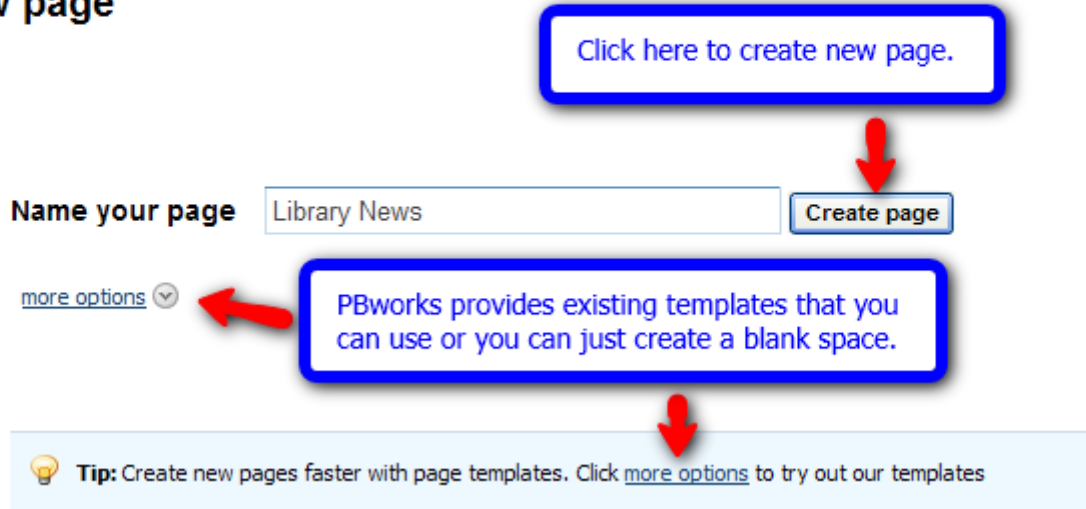 page
Click here to create new page.
Name your page Library News Create page
more options
PBworks provides existing templates that you
can use or you can just create a blank space.
Tip: Create new pages faster with page templates. Click more options to try out our templates